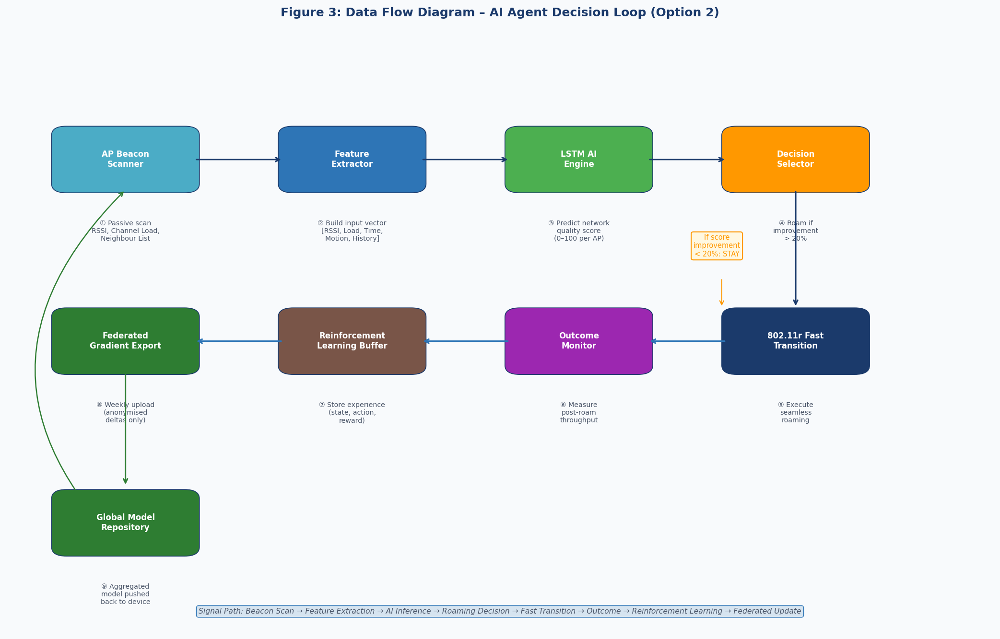 Figure 3: Data Flow Diagram – AI Agent Decision Loop (Option 2)
AP Beacon
Scanner
Feature
Extractor
LSTM AI
Engine
Decision
Selector
① Passive scan
RSSI, Channel Load,
Neighbour List
② Build input vector
[RSSI, Load, Time,
Motion, History]
③ Predict network
quality score
(0–100 per AP)
④ Roam if
improvement
> 20%
If score
improvement
< 20%: STAY
Federated
Gradient Export
Reinforcement
Learning Buffer
Outcome
Monitor
802.11r Fast
Transition
⑧ Weekly upload
(anonymised
deltas only)
⑦ Store experience
(state, action,
reward)
⑥ Measure
post-roam
throughput
⑤ Execute
seamless
roaming
Global Model
Repository
⑨ Aggregated
model pushed
back to device
Signal Path: Beacon Scan → Feature Extraction → AI Inference → Roaming Decision → Fast Transition → Outcome → Reinforcement Learning → Federated Update